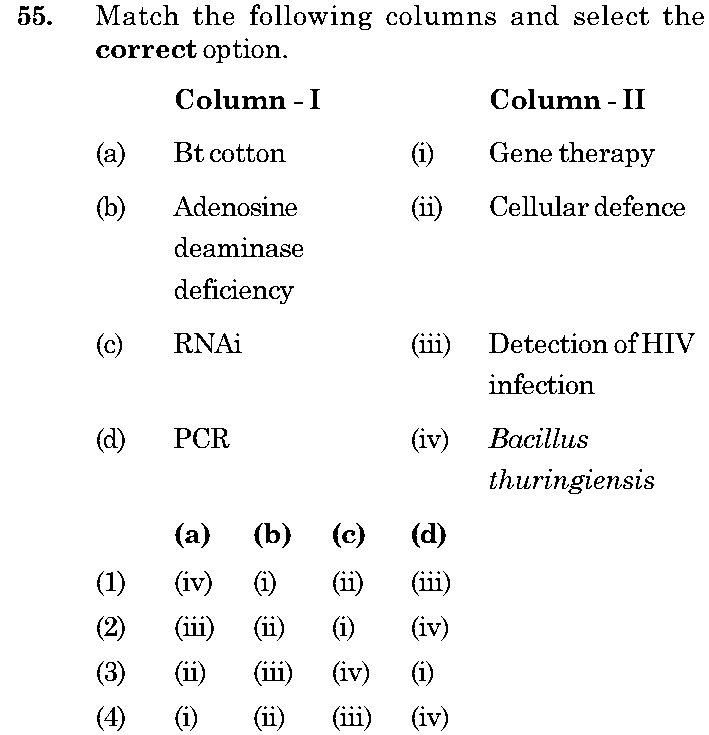 55. Match the following columns and select the
correct option.
Column - I Column - II
(a) Bt cotton (i) Gene therapy
(b) Adenosine (ii) Cellular defence
deaminase
deficiency
(c) RNAi (iii) Detection of HIV
infection
(d) PCR (iv) Bacillus
thuringiensis
(a) (b) (c) (d)
(1) (iv) (i) (ii) (iii)
(2) (iii) (ii) (i) (iv)
(3) (ii) (iii) (iv) (i)
(4) (i) (ii) (iii) (iv)